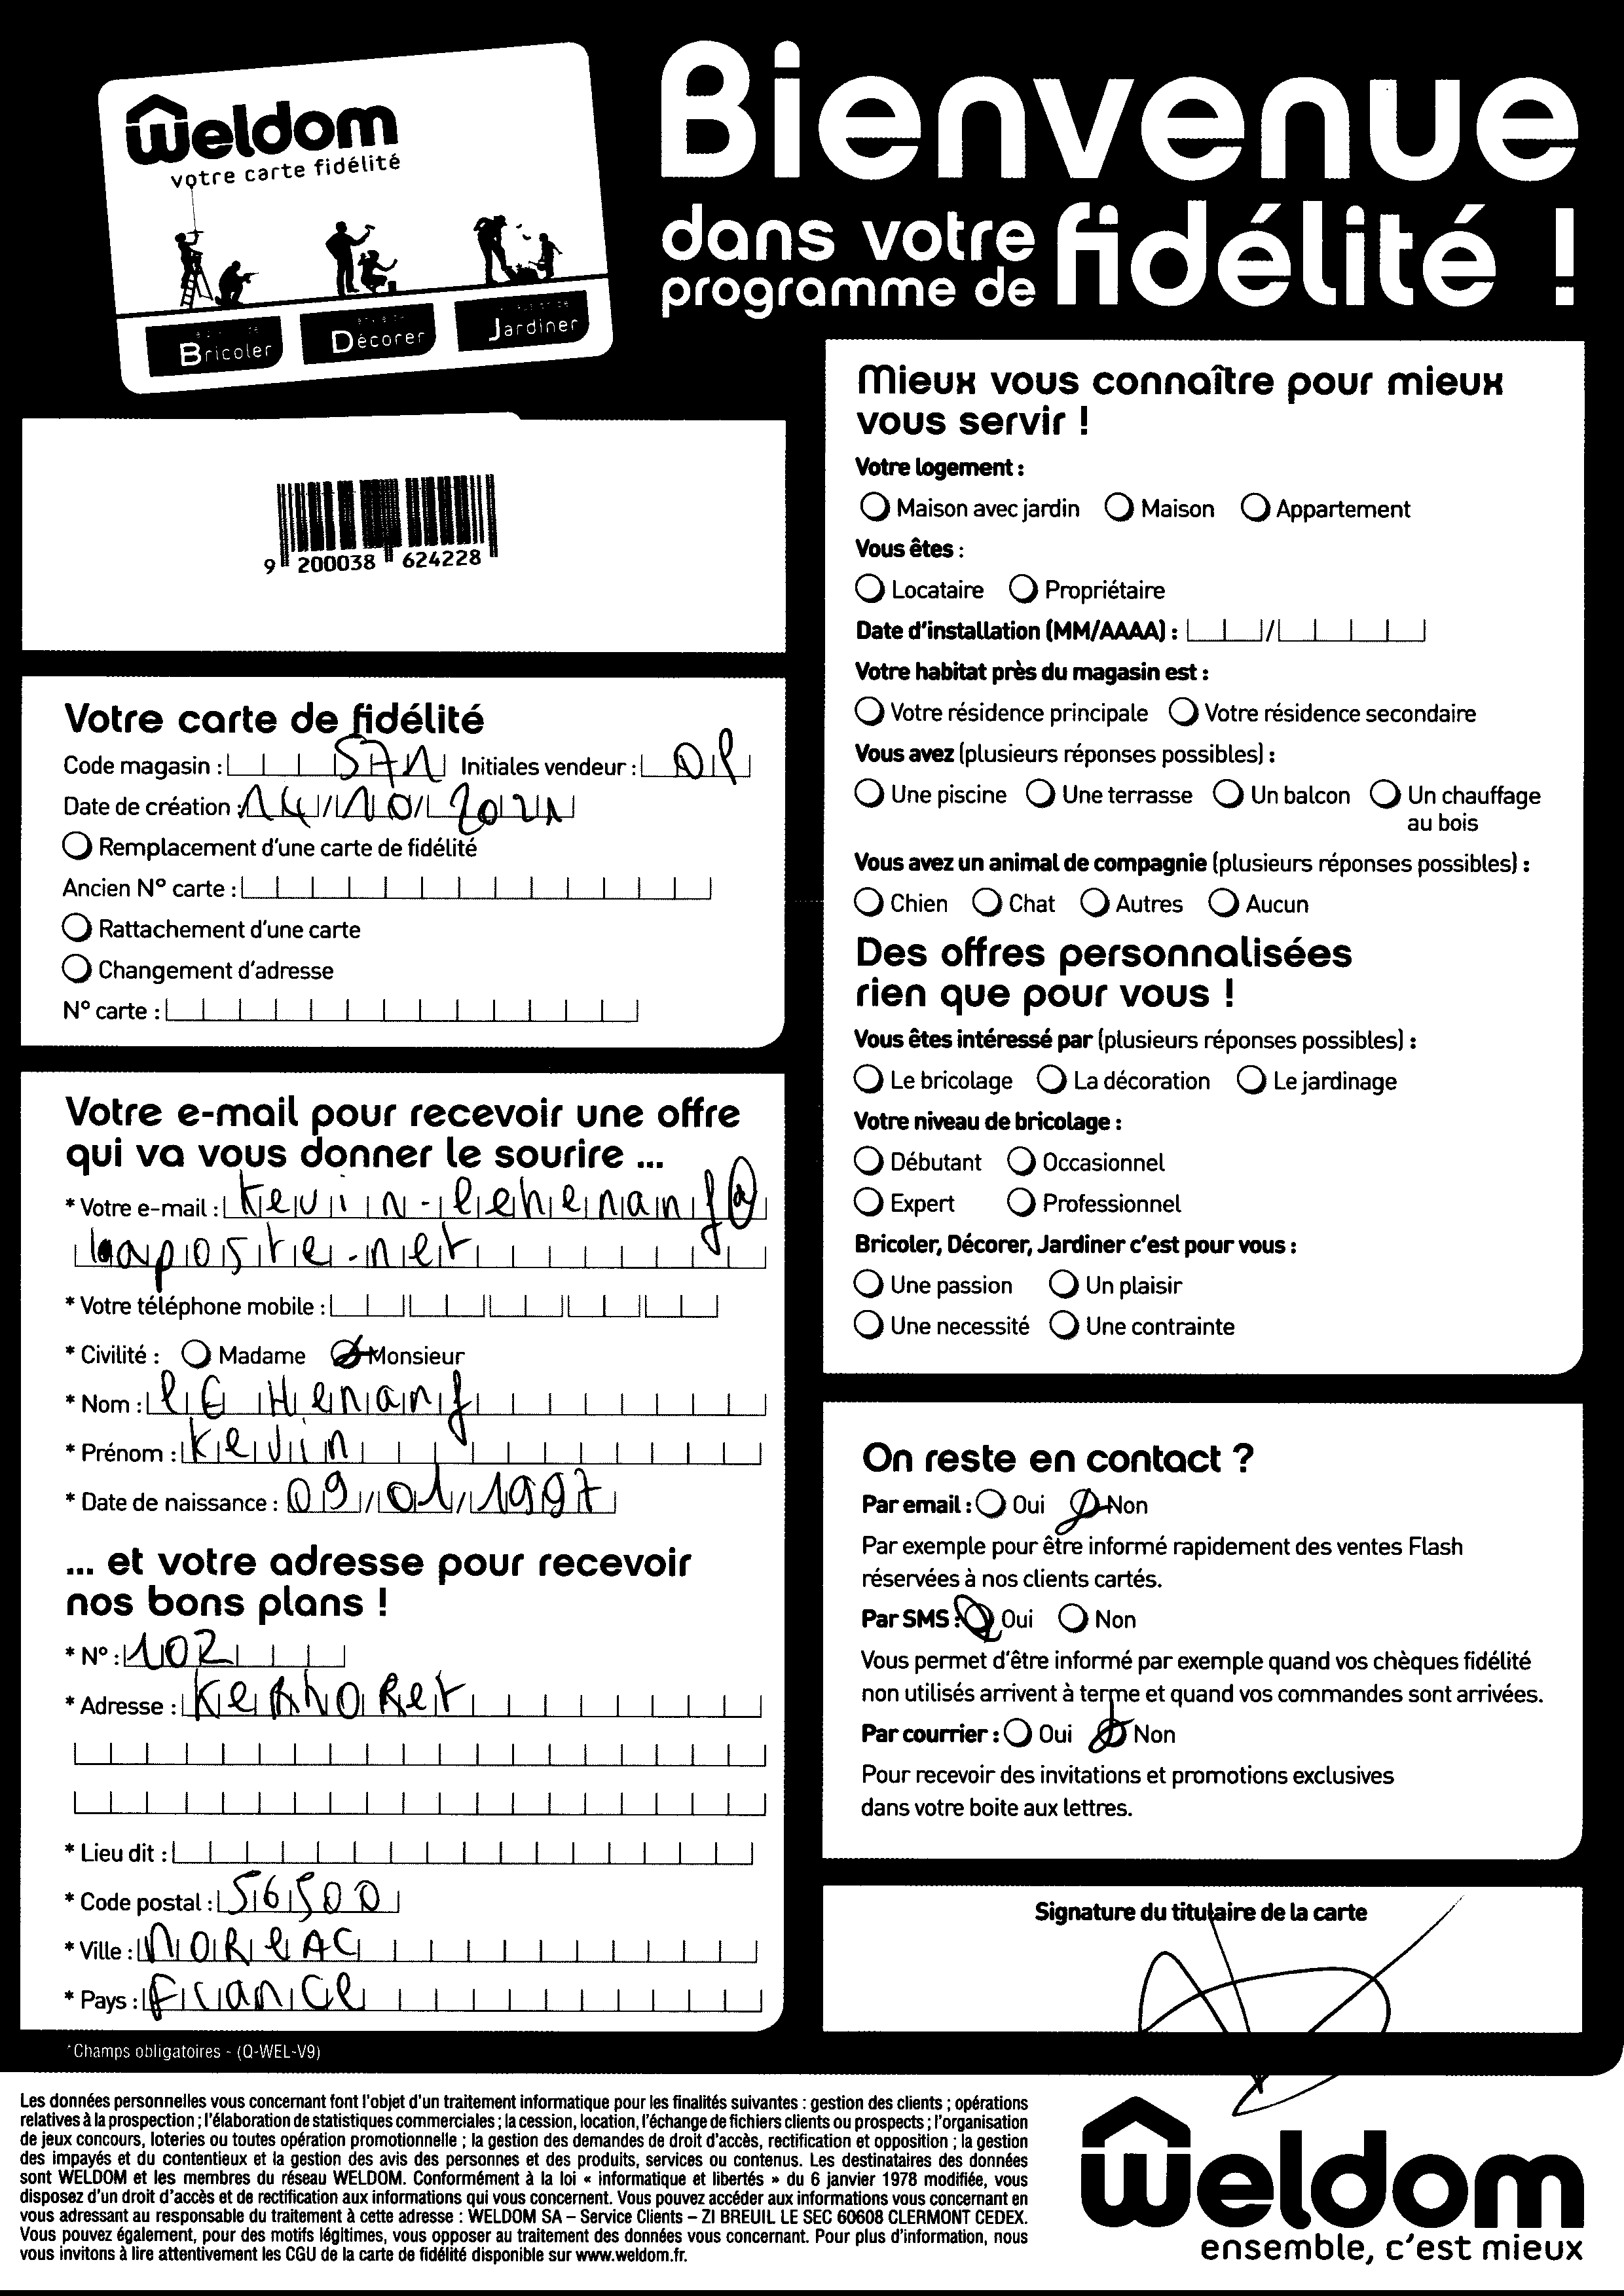 weldom
votre carte fidélité
Bricoler
Décorer
Jardiner
Bienvenue
dans votre
programme de
fidélité !
9 200038 624228
Votre carte de fidélité
Code magasin : 571 Initiales vendeur : OP
Date de création : 14/10/2021
Remplacement d'une carte de fidélité
Ancien N° carte :
Rattachement d'une carte
Changement d'adresse
N° carte :
Votre e-mail pour recevoir une offre
qui va vous donner le sourire ...
* Votre e-mail : kevin-lehenanf@
laposte.net
* Votre téléphone mobile :
* Civilité : Madame Monsieur
* Nom : lE Henanf
* Prénom : kevin
* Date de naissance : 09/01/1997
... et votre adresse pour recevoir
nos bons plans !
* N° : 102
* Adresse : KeRhoRet
* Lieu dit :
* Code postal : 56500
* Ville : MOReAC
* Pays : France
*Champs obligatoires - (Q-WEL-V9)
Mieux vous connaître pour mieux
vous servir !
Votre logement :
Maison avec jardin Maison Appartement
Vous êtes :
Locataire Propriétaire
Date d'installation (MM/AAAA) : /
Votre habitat près du magasin est :
Votre résidence principale Votre résidence secondaire
Vous avez (plusieurs réponses possibles) :
Une piscine Une terrasse Un balcon Un chauffage
au bois
Vous avez un animal de compagnie (plusieurs réponses possibles) :
Chien Chat Autres Aucun
Des offres personnalisées
rien que pour vous !
Vous êtes intéressé par (plusieurs réponses possibles) :
Le bricolage La décoration Le jardinage
Votre niveau de bricolage :
Débutant Occasionnel
Expert Professionnel
Bricoler, Décorer, Jardiner c'est pour vous :
Une passion Un plaisir
Une necessité Une contrainte
On reste en contact ?
Par email : Oui Non
Par exemple pour être informé rapidement des ventes Flash
réservées à nos clients cartés.
Par SMS : Oui Non
Vous permet d'être informé par exemple quand vos chèques fidélité
non utilisés arrivent à terme et quand vos commandes sont arrivées.
Par courrier : Oui Non
Pour recevoir des invitations et promotions exclusives
dans votre boite aux lettres.
Signature du titulaire de la carte
Les données personnelles vous concernant font l'objet d'un traitement informatique pour les finalités suivantes : gestion des clients ; opérations
relatives à la prospection ; l'élaboration de statistiques commerciales ; la cession, location, l'échange de fichiers clients ou prospects ; l'organisation
de jeux concours, loteries ou toutes opération promotionnelle ; la gestion des demandes de droit d'accès, rectification et opposition ; la gestion
des impayés et du contentieux et la gestion des avis des personnes et des produits, services ou contenus. Les destinataires des données
sont WELDOM et les membres du réseau WELDOM. Conformément à la loi « informatique et libertés » du 6 janvier 1978 modifiée, vous
disposez d'un droit d'accès et de rectification aux informations qui vous concernent. Vous pouvez accéder aux informations vous concernant en
vous adressant au responsable du traitement à cette adresse : WELDOM SA – Service Clients – ZI BREUIL LE SEC 60608 CLERMONT CEDEX.
Vous pouvez également, pour des motifs légitimes, vous opposer au traitement des données vous concernant. Pour plus d'information, nous
vous invitons à lire attentivement les CGU de la carte de fidélité disponible sur www.weldom.fr.
weldom
ensemble, c'est mieux